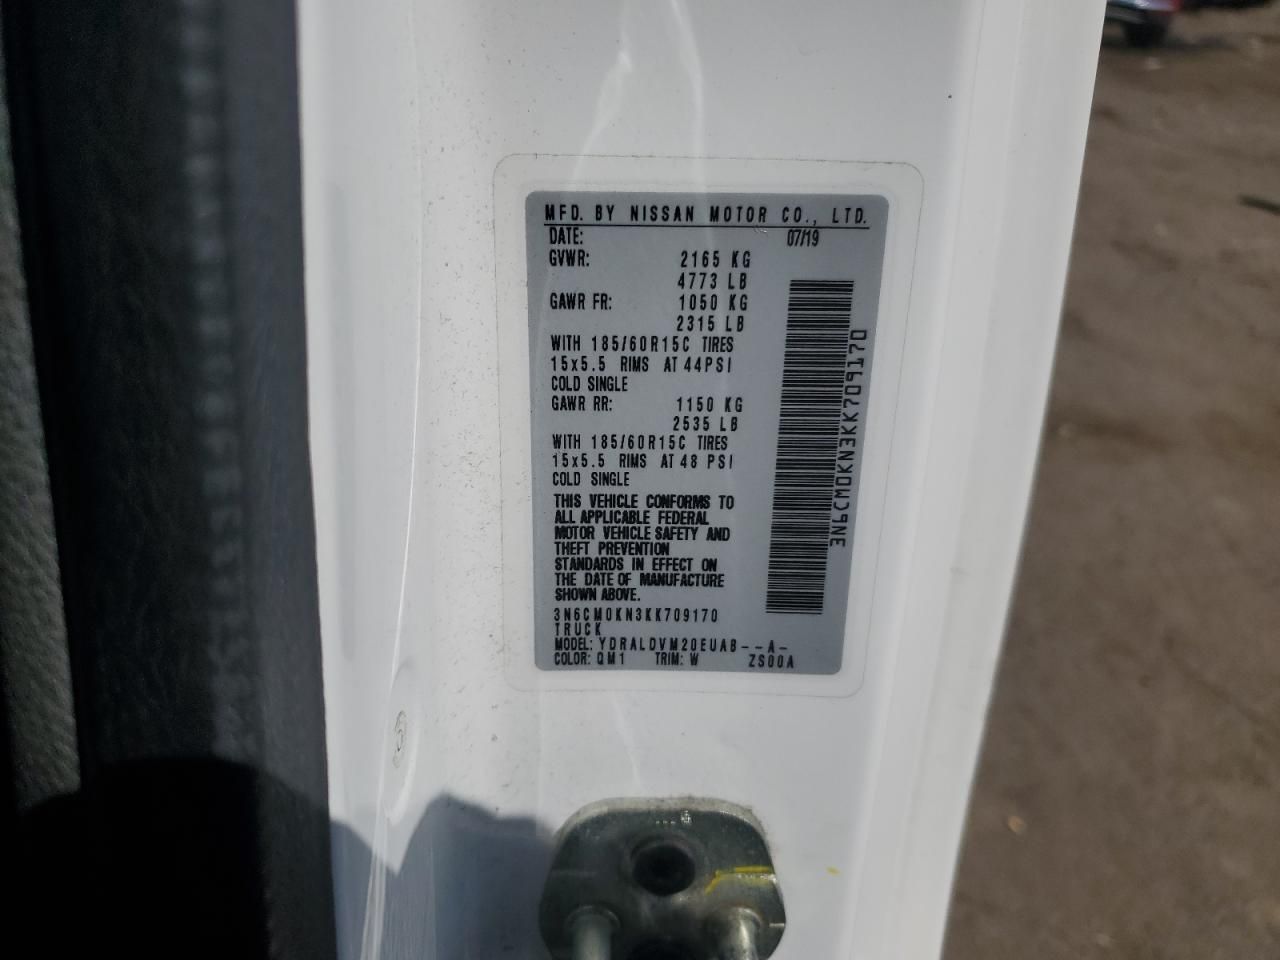 MFD. BY NISSAN MOTOR CO., LTD.
DATE: 07/19
GVWR: 2165 KG
4773 LB
GAWR FR: 1050 KG
2315 LB
WITH 185/60R15C TIRES
15x5.5 RIMS AT 44PSI
COLD SINGLE
GAWR RR: 1150 KG
2535 LB
WITH 185/60R15C TIRES
15x5.5 RIMS AT 48 PSI
COLD SINGLE
THIS VEHICLE CONFORMS TO
ALL APPLICABLE FEDERAL
MOTOR VEHICLE SAFETY AND
THEFT PREVENTION
STANDARDS IN EFFECT ON
THE DATE OF MANUFACTURE
SHOWN ABOVE.
3N6CM0KN3KK709170
TRUCK
MODEL: YDRALDVM20EUAB--A-
COLOR: QM1 TRIM: W ZS00A
3N6CM0KN3KK709170